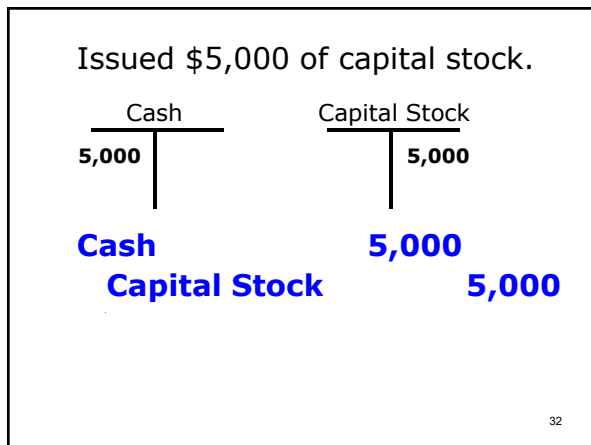 Issued $5,000 of capital stock.
Cash Capital Stock
5,000 5,000
Cash 5,000
Capital Stock 5,000
32